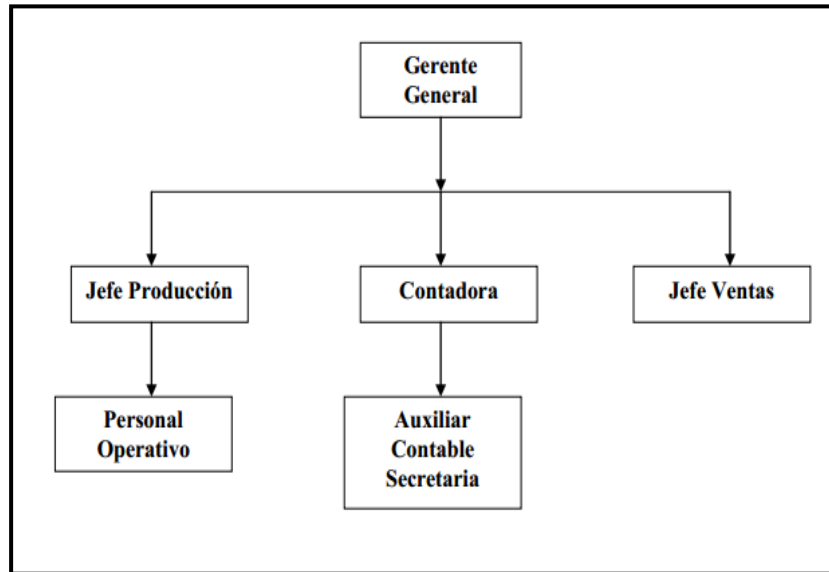 Gerente
General
Jefe Producción
Contadora
Jefe Ventas
Personal
Operativo
Auxiliar
Contable
Secretaria